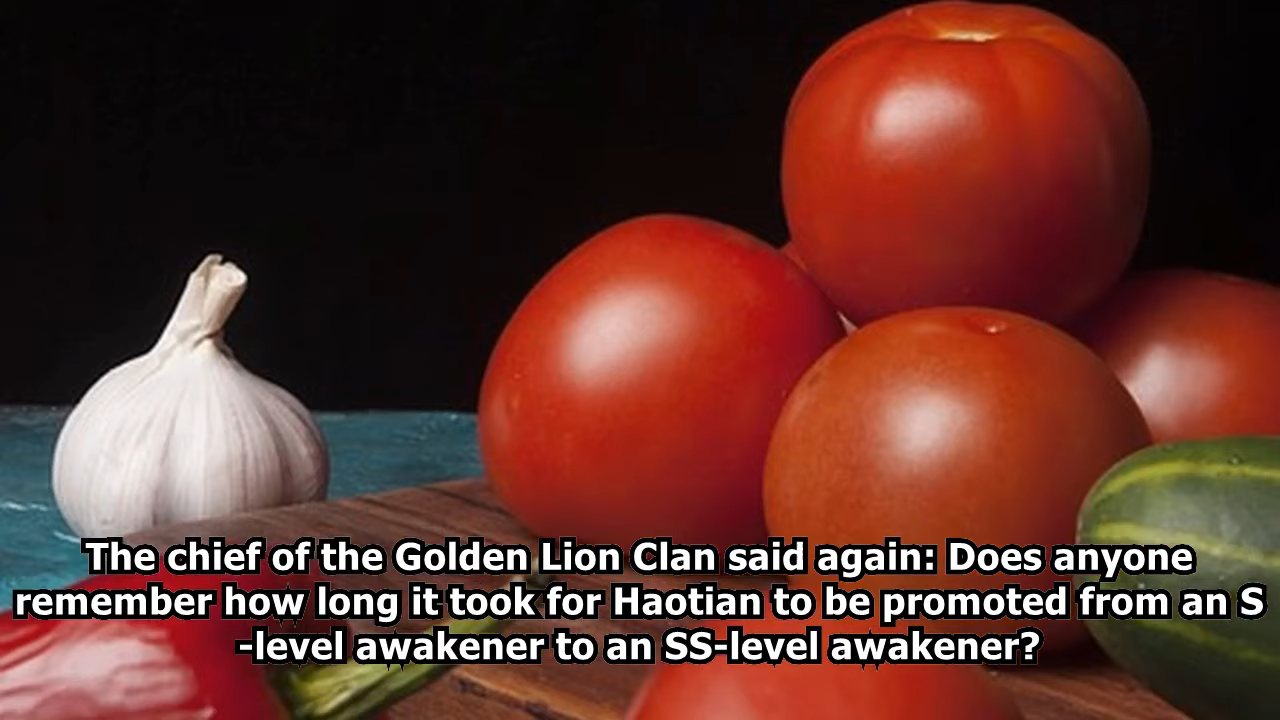 The chief of the Golden Lion Clan said again: Does anyone
remember how long it took for Haotian to be promoted from an S
-level awakener to an SS-level awakener?